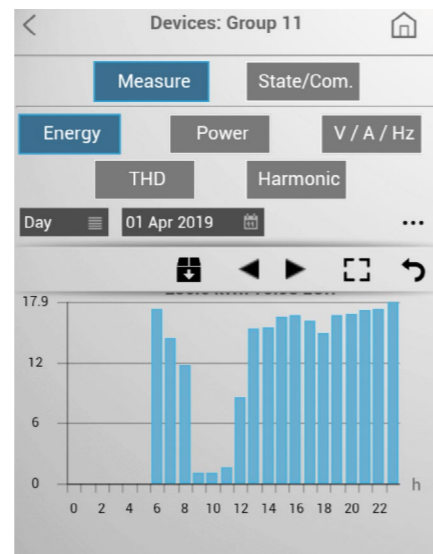 Devices: Group 11
Measure State/Com.
Energy Power V / A / Hz
THD Harmonic
Day 01 Apr 2019
17.9
12
6
0
h
0 2 4 6 8 10 12 14 16 18 20 22